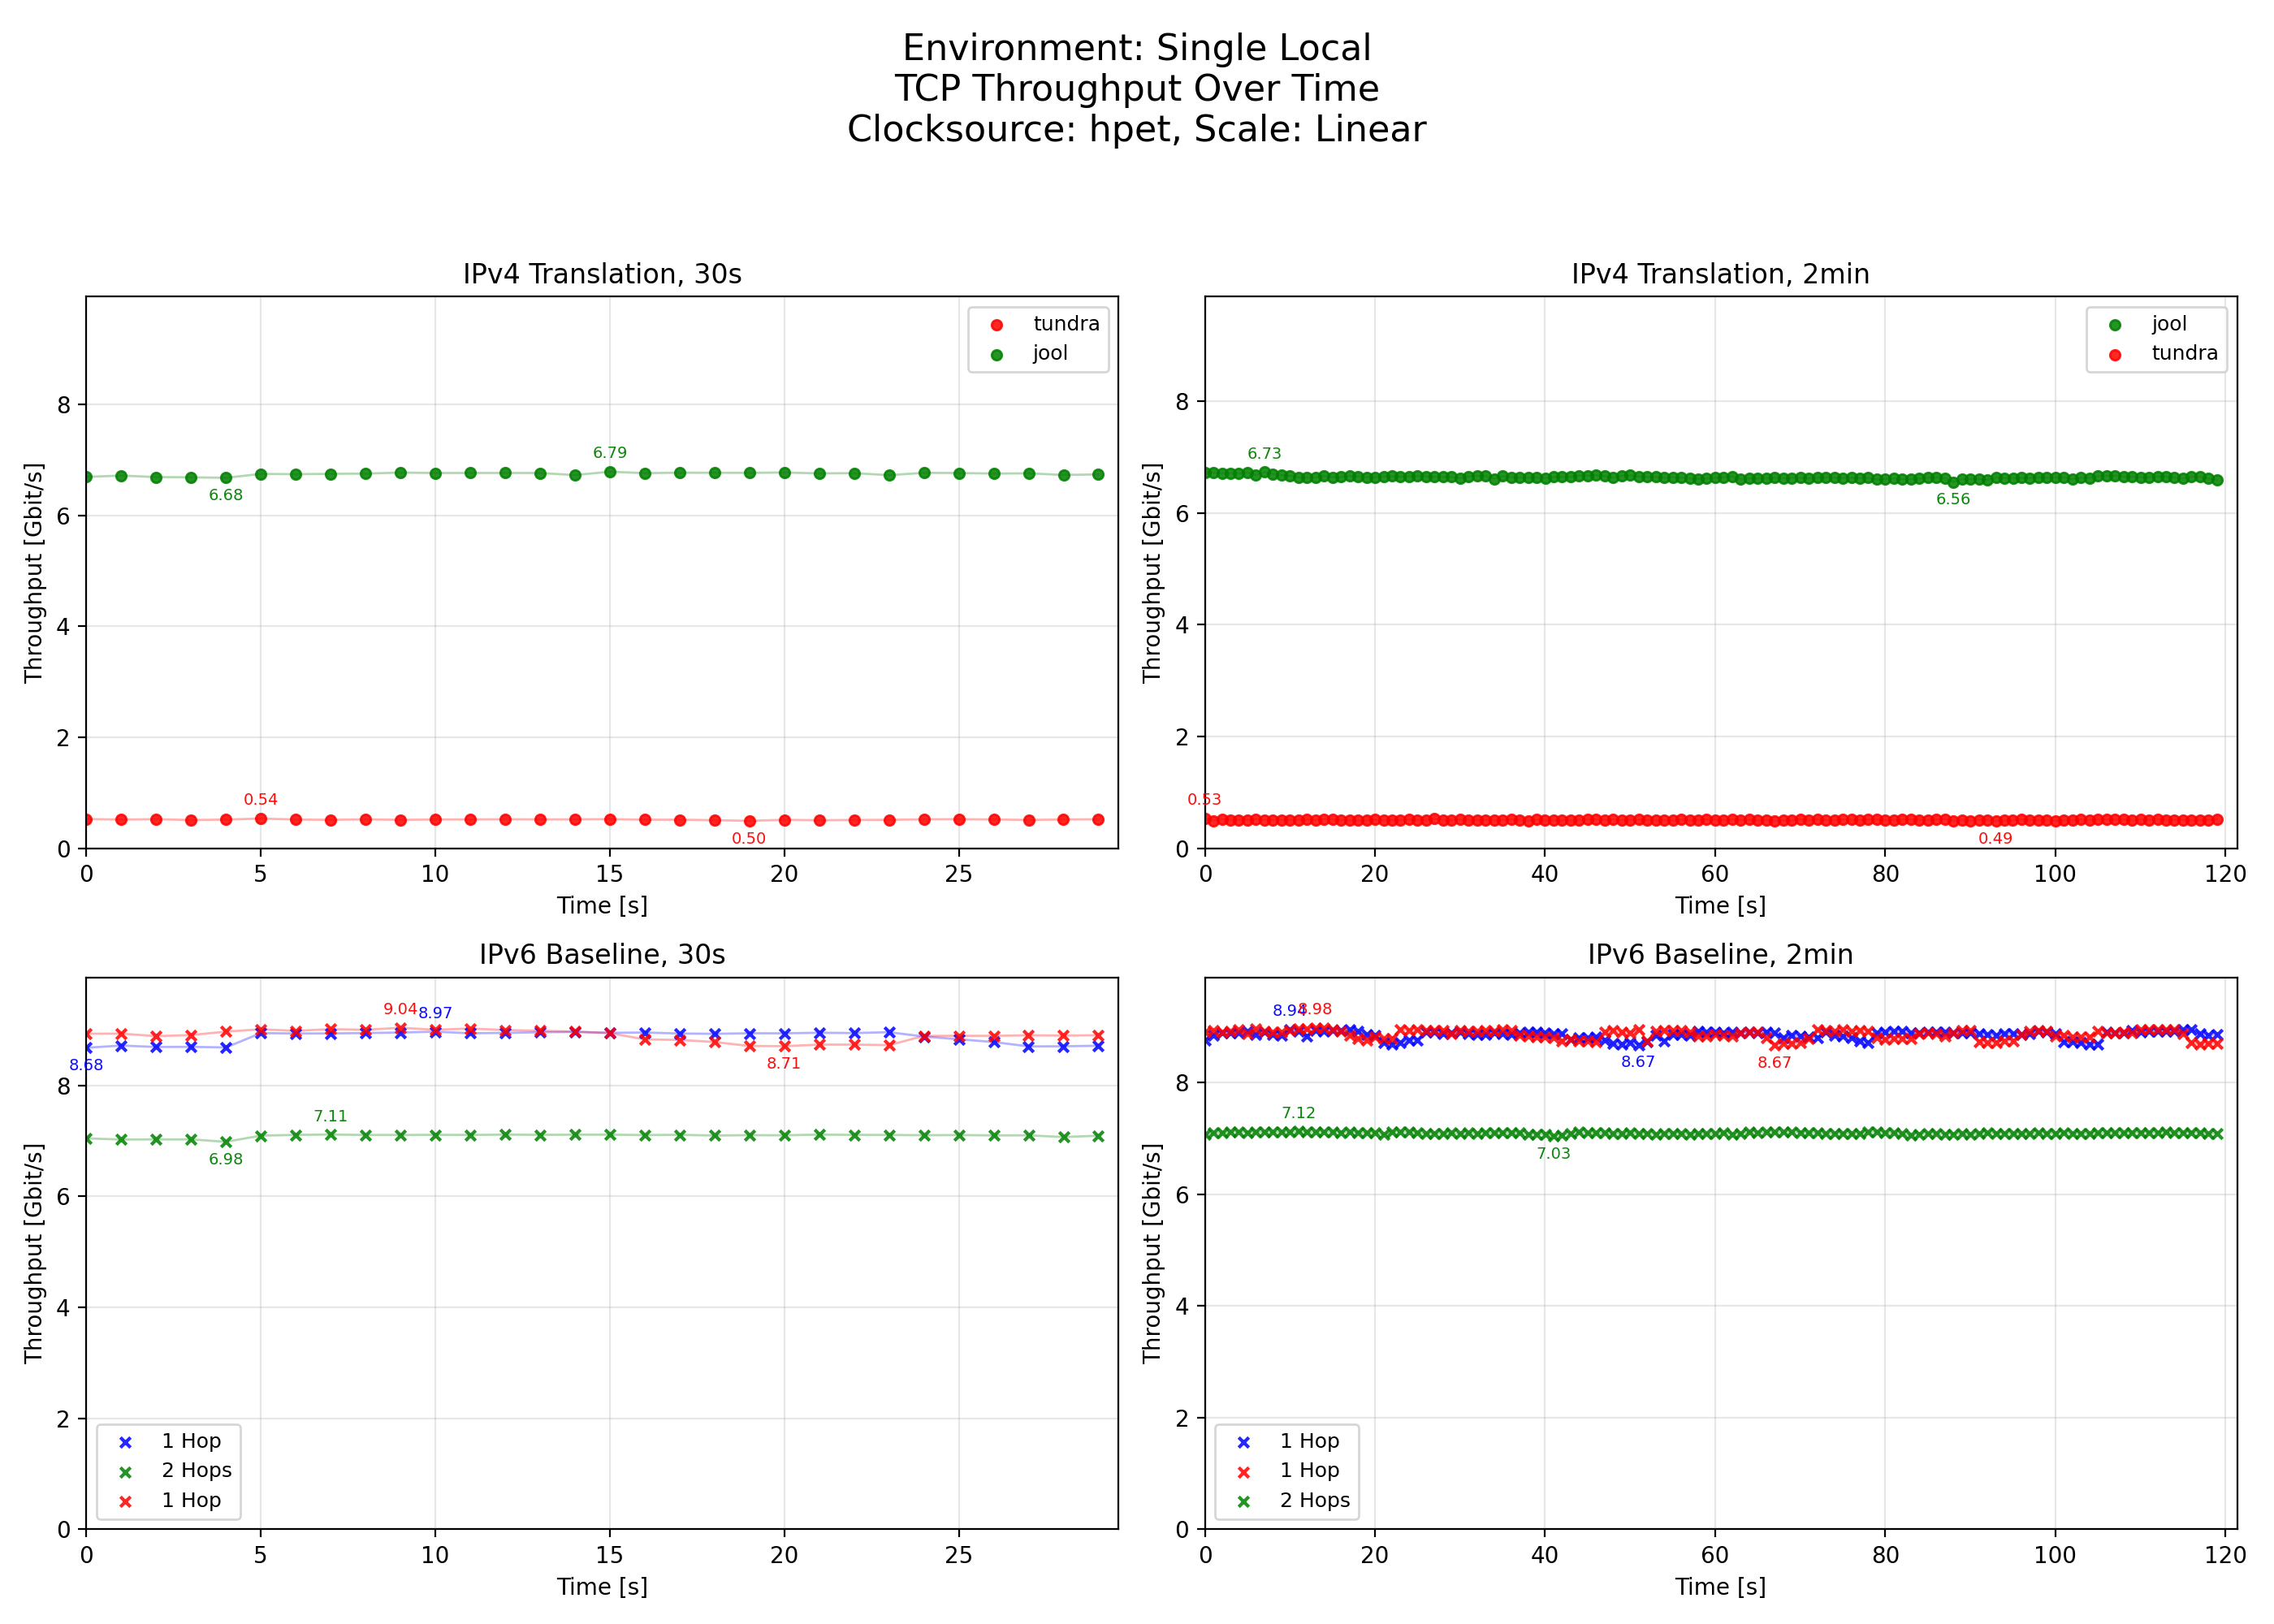 Environment: Single Local
TCP Throughput Over Time
Clocksource: hpet, Scale: Linear
IPv4 Translation, 30s
tundra
jool
6.79
6.68
0.54
0.50
8
6
4
2
0
Throughput [Gbit/s]
0 5 10 15 20 25
Time [s]
IPv4 Translation, 2min
jool
tundra
6.73
6.56
0.53
0.49
8
6
4
2
0
Throughput [Gbit/s]
0 20 40 60 80 100 120
Time [s]
IPv6 Baseline, 30s
9.04
8.97
8.68
8.71
7.11
6.98
8
6
4
2
0
Throughput [Gbit/s]
1 Hop
2 Hops
1 Hop
0 5 10 15 20 25
Time [s]
IPv6 Baseline, 2min
8.94
8.98
8.67
8.67
7.12
7.03
8
6
4
2
0
Throughput [Gbit/s]
1 Hop
1 Hop
2 Hops
0 20 40 60 80 100 120
Time [s]